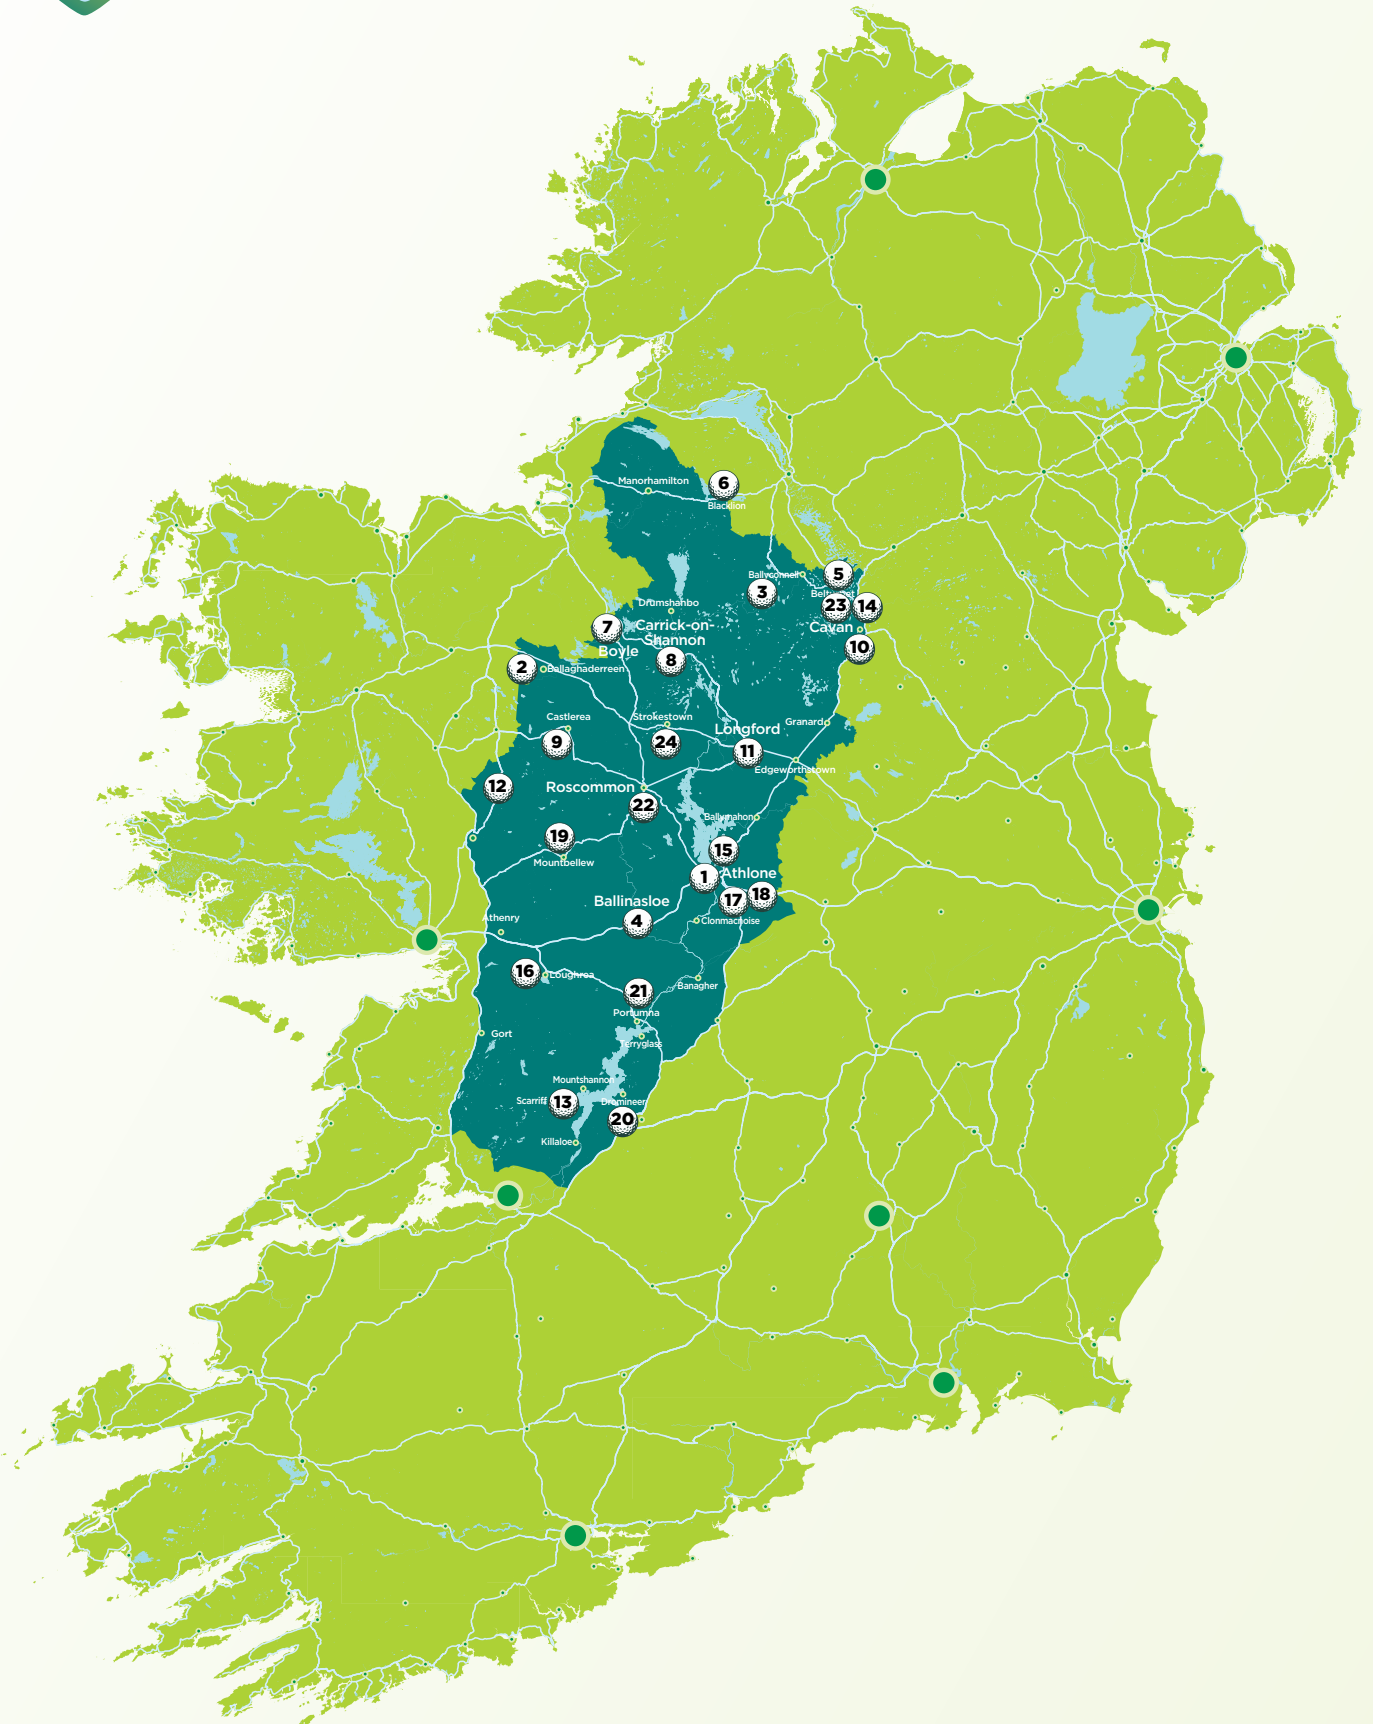 6
Manorhamilton
Blacklion
5
Ballyconnell
3
Drumshanbo
23
14
7
Carrick-on-
Shannon
Cavan
Boyle
8
10
2
Ballaghaderreen
Castlerea
Strokestown
Granard
Longford
9
24
11
Edgeworthstown
12
Roscommon
22
Ballymahon
19
15
Mountbellew
1
Athlone
17
18
Ballinasloe
4
Clonmacnoise
Athenry
16
Loughrea
Banagher
21
Portumna
Gort
Terryglass
Mountshannon
Scarriff
13
Dromineer
20
Killaloe